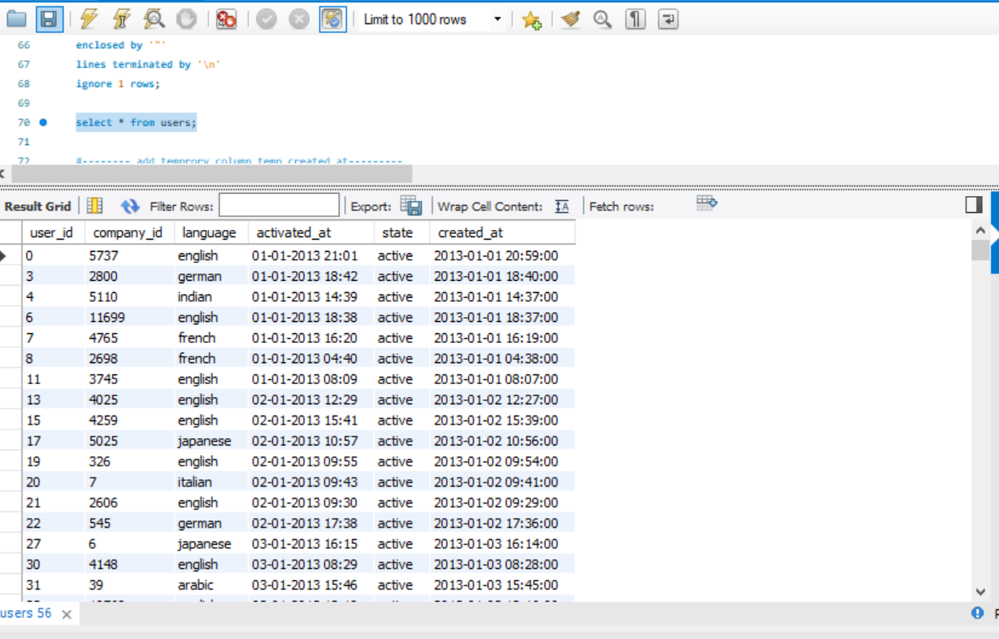 Limit to 1000 rows
66 enclosed by '"'
67 lines terminated by '\n'
68 ignore 1 rows;
69
70 select * from users;
71
72 #-------- add temprory column temp created at---------
Result Grid Filter Rows: Export: Wrap Cell Content: Fetch rows:
user_id company_id language activated_at state created_at
0 5737 english 01-01-2013 21:01 active 2013-01-01 20:59:00
3 2800 german 01-01-2013 18:42 active 2013-01-01 18:40:00
4 5110 indian 01-01-2013 14:39 active 2013-01-01 14:37:00
6 11699 english 01-01-2013 18:38 active 2013-01-01 18:37:00
7 4765 french 01-01-2013 16:20 active 2013-01-01 16:19:00
8 2698 french 01-01-2013 04:40 active 2013-01-01 04:38:00
11 3745 english 01-01-2013 08:09 active 2013-01-01 08:07:00
13 4025 english 02-01-2013 12:29 active 2013-01-02 12:27:00
15 4259 english 02-01-2013 15:41 active 2013-01-02 15:39:00
17 5025 japanese 02-01-2013 10:57 active 2013-01-02 10:56:00
19 326 english 02-01-2013 09:55 active 2013-01-02 09:54:00
20 7 italian 02-01-2013 09:43 active 2013-01-02 09:41:00
21 2606 english 02-01-2013 09:30 active 2013-01-02 09:29:00
22 545 german 02-01-2013 17:38 active 2013-01-02 17:36:00
27 6 japanese 03-01-2013 16:15 active 2013-01-03 16:14:00
30 4148 english 03-01-2013 08:29 active 2013-01-03 08:28:00
31 39 arabic 03-01-2013 15:46 active 2013-01-03 15:45:00
users 56